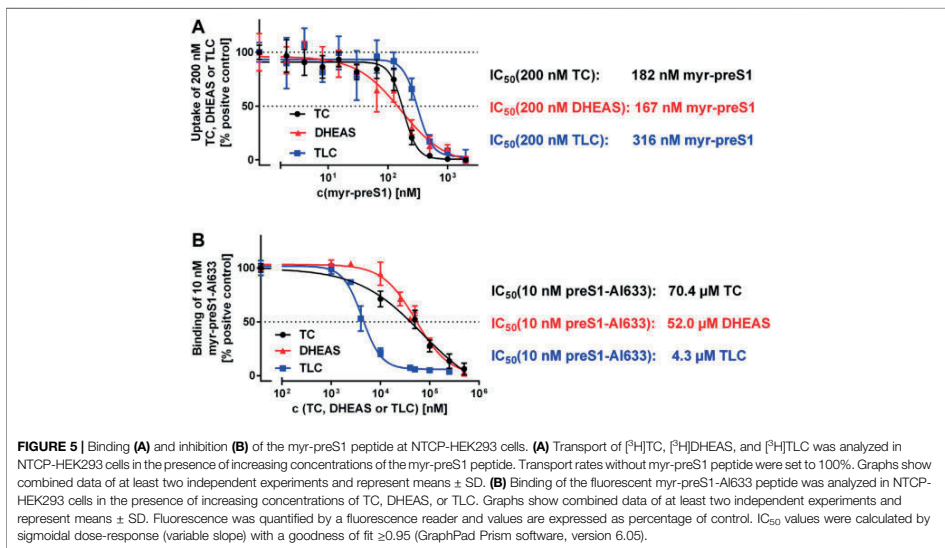 A
Uptake of 200 nM
TC, DHEAS or TLC
[% positve control]
100
50
0
TC
DHEAS
TLC
10¹
10²
10³
c(myr-preS1) [nM]
IC₅₀(200 nM TC): 182 nM myr-preS1
IC₅₀(200 nM DHEAS): 167 nM myr-preS1
IC₅₀(200 nM TLC): 316 nM myr-preS1
B
Binding of 10 nM
myr-preS1-Al633
[% positve control]
100
50
0
TC
DHEAS
TLC
10²
10³
10⁴
10⁵
10⁶
c (TC, DHEAS or TLC) [nM]
IC₅₀(10 nM preS1-Al633): 70.4 µM TC
IC₅₀(10 nM preS1-Al633): 52.0 µM DHEAS
IC₅₀(10 nM preS1-Al633): 4.3 µM TLC
FIGURE 5 | Binding (A) and inhibition (B) of the myr-preS1 peptide at NTCP-HEK293 cells. (A) Transport of [³H]TC, [³H]DHEAS, and [³H]TLC was analyzed in
NTCP-HEK293 cells in the presence of increasing concentrations of the myr-preS1 peptide. Transport rates without myr-preS1 peptide were set to 100%. Graphs show
combined data of at least two independent experiments and represent means ± SD. (B) Binding of the fluorescent myr-preS1-Al633 peptide was analyzed in NTCP-
HEK293 cells in the presence of increasing concentrations of TC, DHEAS, or TLC. Graphs show combined data of at least two independent experiments and
represent means ± SD. Fluorescence was quantified by a fluorescence reader and values are expressed as percentage of control. IC₅₀ values were calculated by
sigmoidal dose-response (variable slope) with a goodness of fit ≥0.95 (GraphPad Prism software, version 6.05).